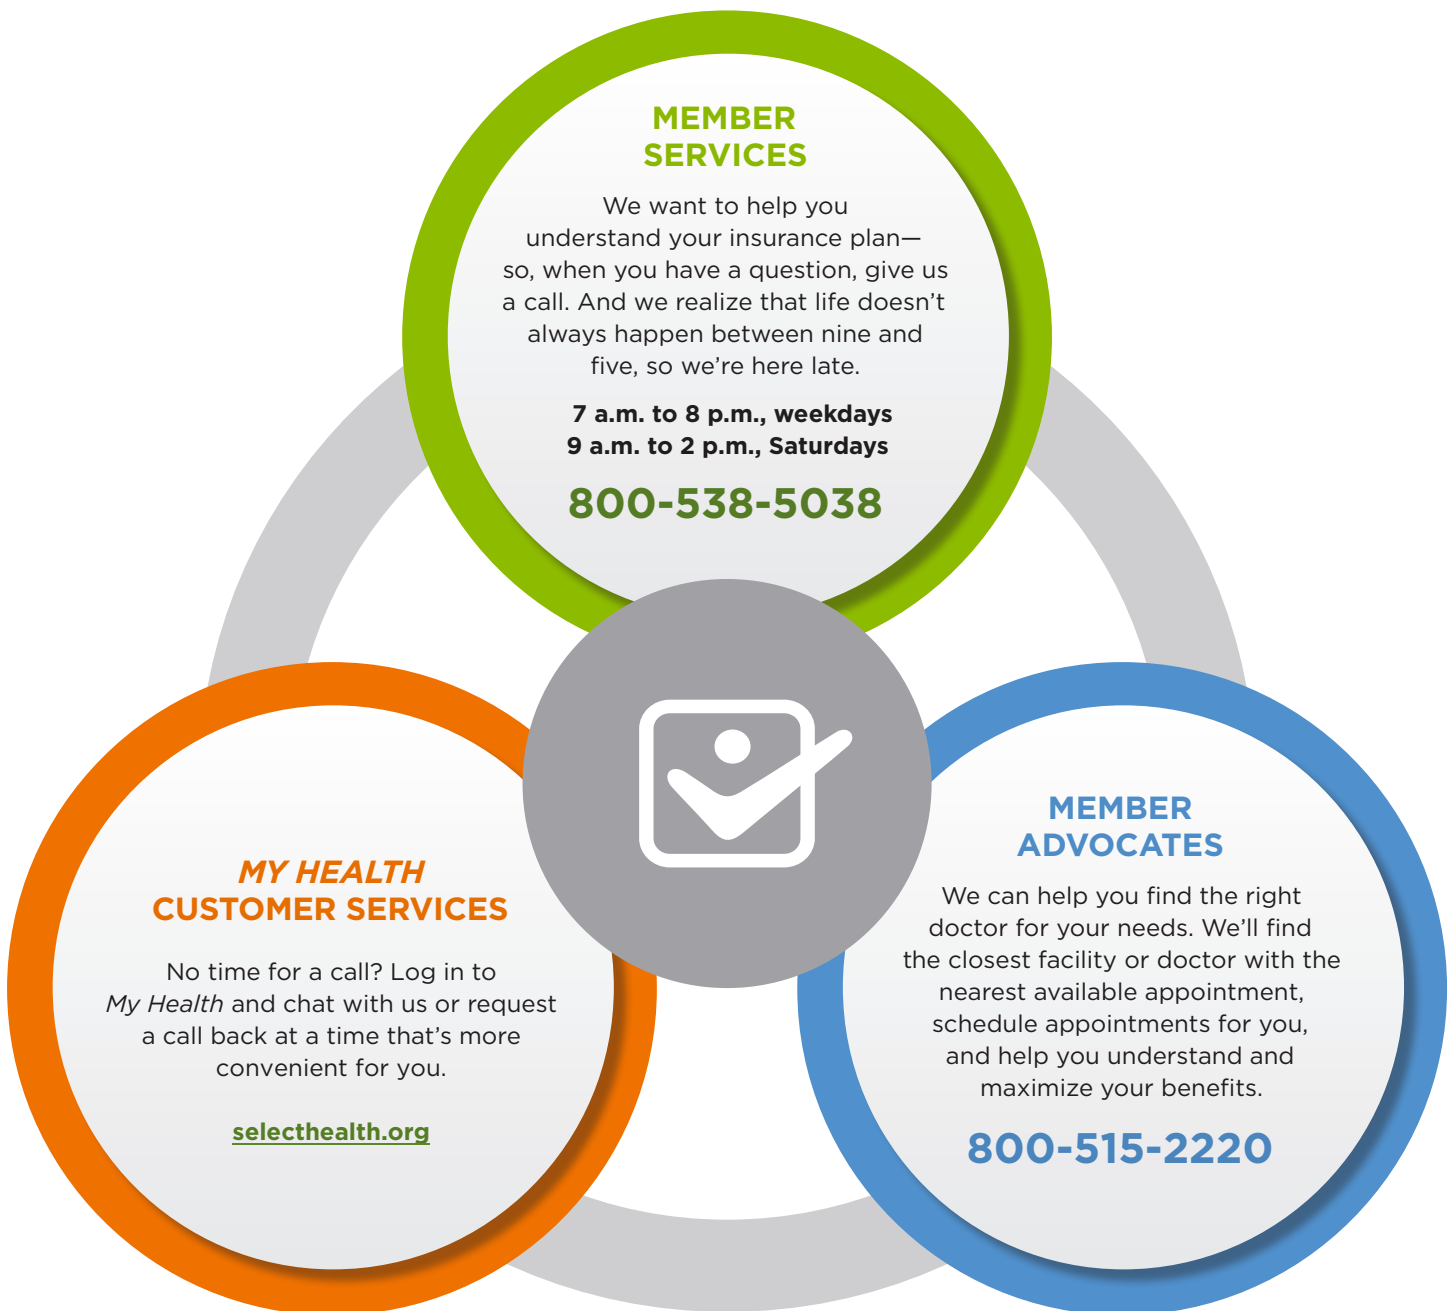 MEMBER
SERVICES
We want to help you
understand your insurance plan—
so, when you have a question, give us
a call. And we realize that life doesn’t
always happen between nine and
five, so we’re here late.
7 a.m. to 8 p.m., weekdays
9 a.m. to 2 p.m., Saturdays
800-538-5038
MY HEALTH
CUSTOMER SERVICES
No time for a call? Log in to
My Health and chat with us or request
a call back at a time that’s more
convenient for you.
selecthealth.org
MEMBER
ADVOCATES
We can help you find the right
doctor for your needs. We’ll find
the closest facility or doctor with the
nearest available appointment,
schedule appointments for you,
and help you understand and
maximize your benefits.
800-515-2220